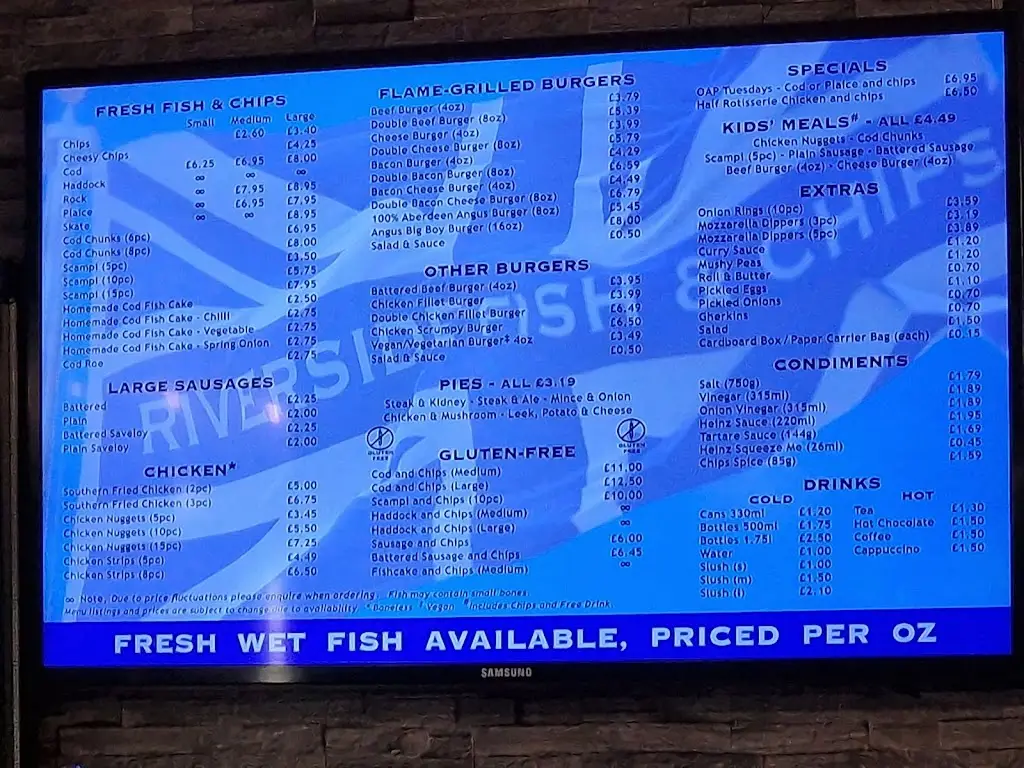 FRESH FISH & CHIPS
Small Medium Large
Chips £2.60 £3.40
Cheesy Chips £4.25
Cod £6.25 £6.95 £8.00
Haddock ∞ ∞ ∞
Rock ∞ £7.95 £8.95
Plaice ∞ £6.95 £7.95
Skate ∞ ∞ £8.95
Cod Chunks (6pc) £6.95
Cod Chunks (8pc) £8.00
Scampi (5pc) £3.50
Scampi (10pc) £5.75
Scampi (15pc) £7.95
Homemade Cod Fish Cake £2.50
Homemade Cod Fish Cake - Chilli £2.75
Homemade Cod Fish Cake - Vegetable £2.75
Homemade Cod Fish Cake - Spring Onion £2.75
Cod Roe £2.75
LARGE SAUSAGES
Battered £2.25
Plain £2.00
Battered Saveloy £2.25
Plain Saveloy £2.00
CHICKEN*
Southern Fried Chicken (2pc) £5.00
Southern Fried Chicken (3pc) £6.75
Chicken Nuggets (5pc) £3.45
Chicken Nuggets (10pc) £5.50
Chicken Nuggets (15pc) £7.25
Chicken Strips (5pc) £4.49
Chicken Strips (8pc) £6.50
FLAME-GRILLED BURGERS
Beef Burger (4oz) £3.79
Double Beef Burger (8oz) £5.39
Cheese Burger (4oz) £3.99
Double Cheese Burger (8oz) £5.79
Bacon Burger (4oz) £4.29
Double Bacon Burger (8oz) £6.59
Bacon Cheese Burger (4oz) £4.49
Double Bacon Cheese Burger (8oz) £6.79
100% Aberdeen Angus Burger (8oz) £5.45
Angus Big Boy Burger (16oz) £8.00
Salad & Sauce £0.50
OTHER BURGERS
Battered Beef Burger (4oz) £3.95
Chicken Fillet Burger £3.99
Double Chicken Fillet Burger £6.49
Chicken Scrumpy Burger £6.50
Vegan/Vegetarian Burger‡ 4oz £3.49
Salad & Sauce £0.50
PIES - ALL £3.19
Steak & Kidney - Steak & Ale - Mince & Onion
Chicken & Mushroom - Leek, Potato & Cheese
GLUTEN FREE
GLUTEN-FREE
GLUTEN FREE
Cod and Chips (Medium) £11.00
Cod and Chips (Large) £12.50
Scampi and Chips (10pc) £10.00
Haddock and Chips (Medium) ∞
Haddock and Chips (Large) ∞
Sausage and Chips £6.00
Battered Sausage and Chips £6.45
Fishcake and Chips (Medium) ∞
SPECIALS
OAP Tuesdays - Cod or Plaice and chips £6.95
Half Rotisserie Chicken and chips £6.50
KIDS' MEALS# - ALL £4.49
Chicken Nuggets - Cod Chunks
Scampi (5pc) - Plain Sausage - Battered Sausage
Beef Burger (4oz) - Cheese Burger (4oz)
EXTRAS
Onion Rings (10pc) £3.59
Mozzarella Dippers (3pc) £3.19
Mozzarella Dippers (5pc) £3.89
Curry Sauce £1.20
Mushy Peas £1.20
Roll & Butter £0.70
Pickled Eggs £1.10
Pickled Onions £0.70
Gherkins £0.70
Salad £1.50
Cardboard Box / Paper Carrier Bag (each) £0.15
CONDIMENTS
Salt (750g) £1.79
Vinegar (315ml) £1.89
Onion Vinegar (315ml) £1.89
Heinz Sauce (220ml) £1.95
Tartare Sauce (144g) £1.69
Heinz Squeeze Me (26ml) £0.45
Chips Spice (85g) £1.59
DRINKS
COLD HOT
Cans 330ml £1.20 Tea £1.30
Bottles 500ml £1.75 Hot Chocolate £1.50
Bottles 1.75l £2.50 Coffee £1.50
Water £1.00 Cappuccino £1.50
Slush (s) £1.00
Slush (m) £1.50
Slush (l) £2.10
∞ Note, Due to price fluctuations please enquire when ordering. Fish may contain small bones.
Menu listings and prices are subject to change due to availability. * Boneless ‡ Vegan # Includes Chips and Free Drink
RIVERSIDE FISH & CHIPS
FRESH WET FISH AVAILABLE, PRICED PER OZ
SAMSUNG